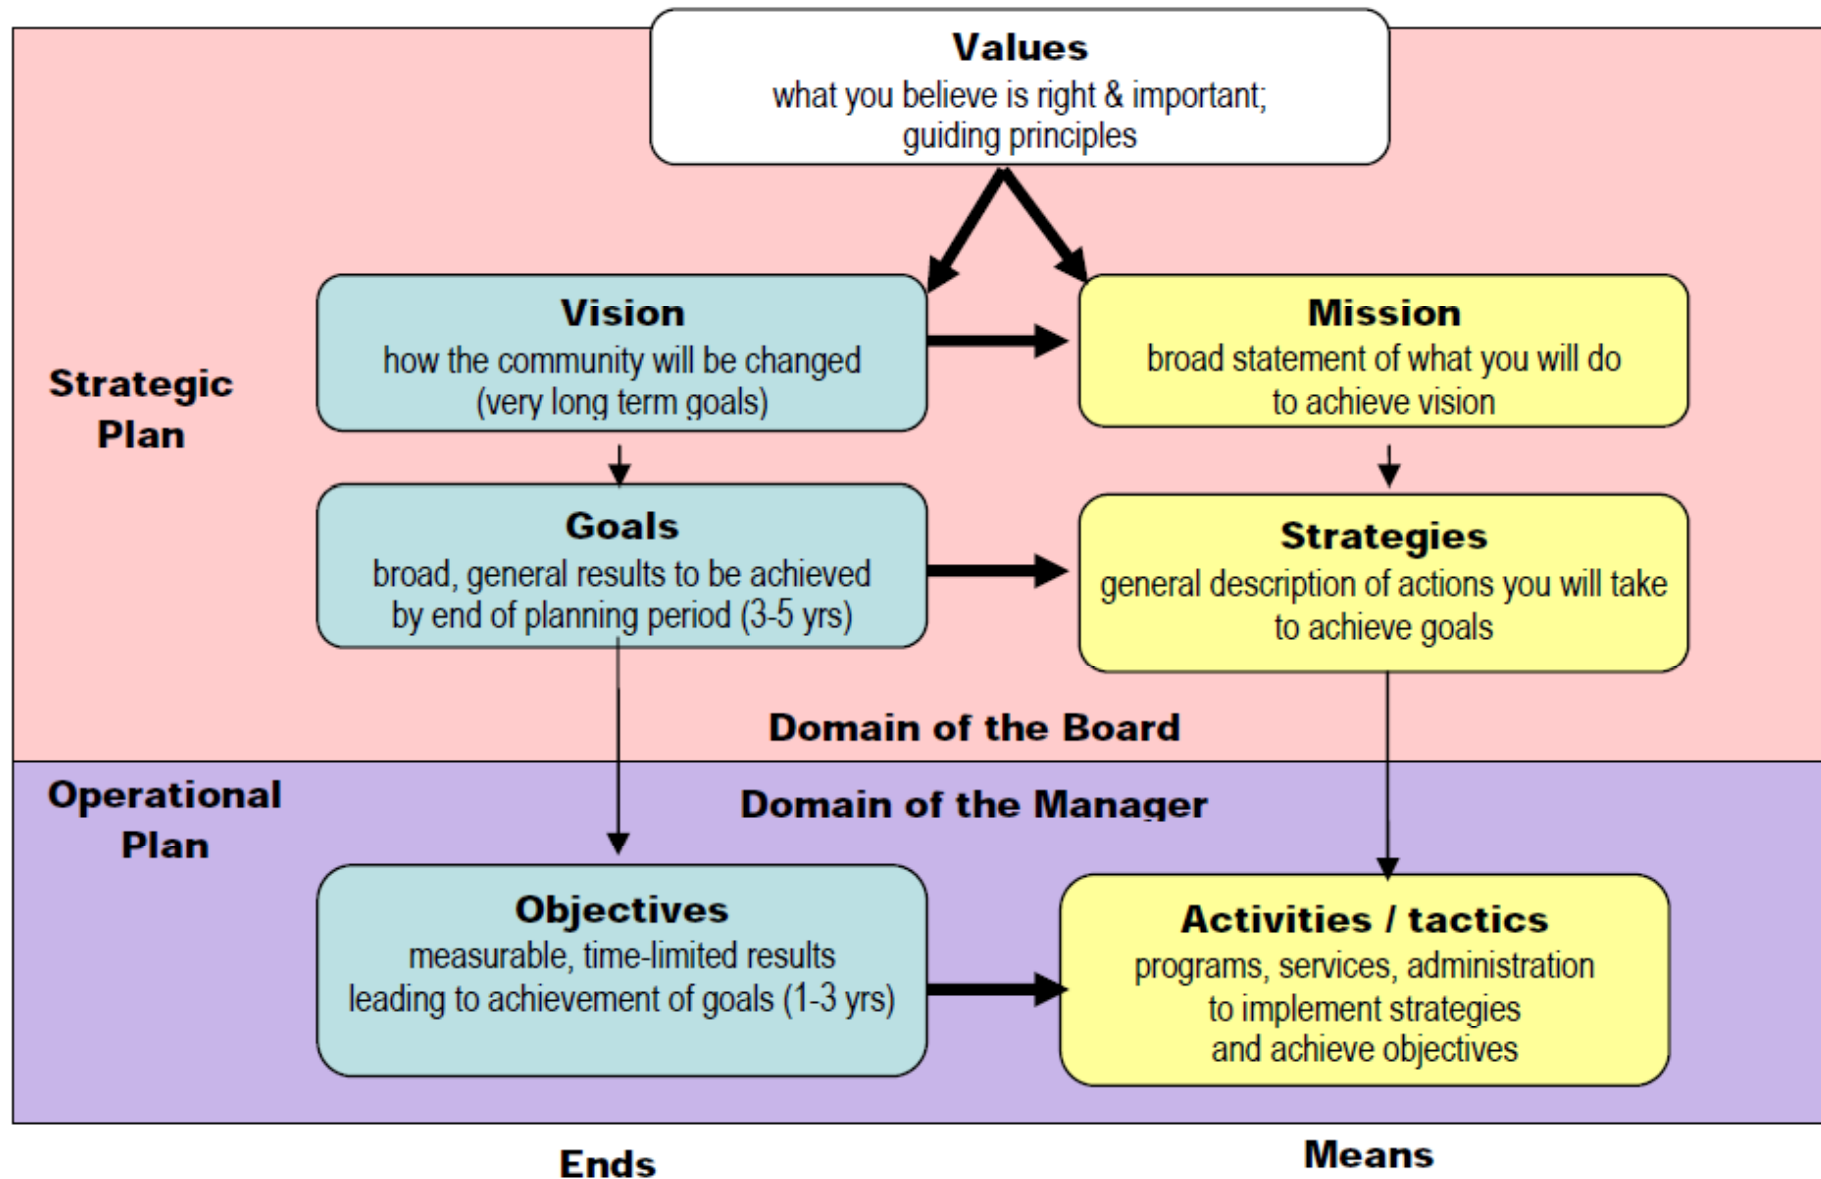 Values
what you believe is right & important;
guiding principles
Vision
how the community will be changed
(very long term goals)
Mission
broad statement of what you will do
to achieve vision
Strategic
Plan
Goals
broad, general results to be achieved
by end of planning period (3-5 yrs)
Strategies
general description of actions you will take
to achieve goals
Domain of the Board
Operational
Plan
Domain of the Manager
Objectives
measurable, time-limited results
leading to achievement of goals (1-3 yrs)
Activities / tactics
programs, services, administration
to implement strategies
and achieve objectives
Ends
Means